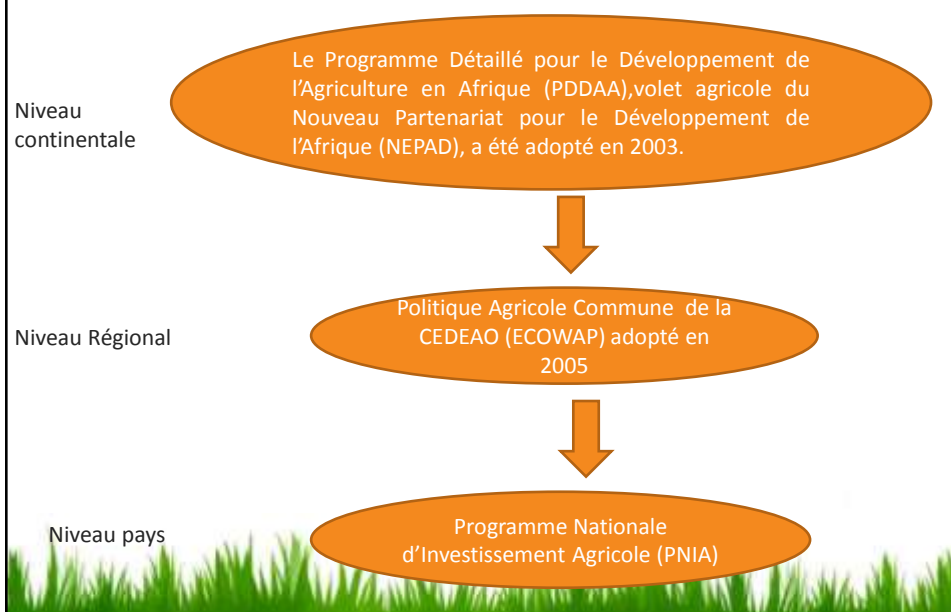 Niveau
continentale
Le Programme Détaillé pour le Développement de
l’Agriculture en Afrique (PDDAA),volet agricole du
Nouveau Partenariat pour le Développement de
l’Afrique (NEPAD), a été adopté en 2003.
Niveau Régional
Politique Agricole Commune de la
CEDEAO (ECOWAP) adopté en
2005
Niveau pays
Programme Nationale
d’Investissement Agricole (PNIA)